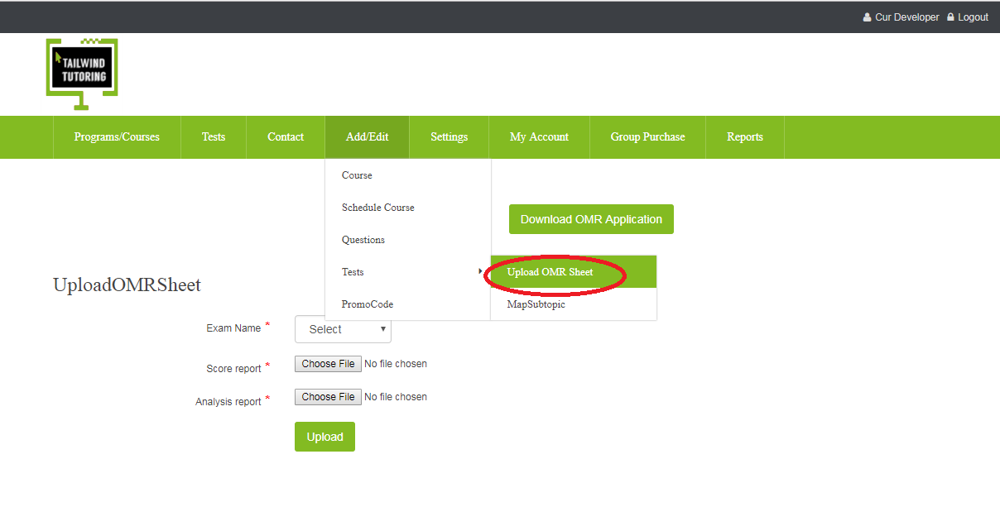 Cur Developer Logout
TAILWIND
TUTORING
Programs/Courses Tests Contact Add/Edit Settings My Account Group Purchase Reports
Course
Schedule Course
Download OMR Application
Questions
Tests Upload OMR Sheet
UploadOMRSheet
PromoCode MapSubtopic
Exam Name * Select
Score report * Choose File No file chosen
Analysis report * Choose File No file chosen
Upload